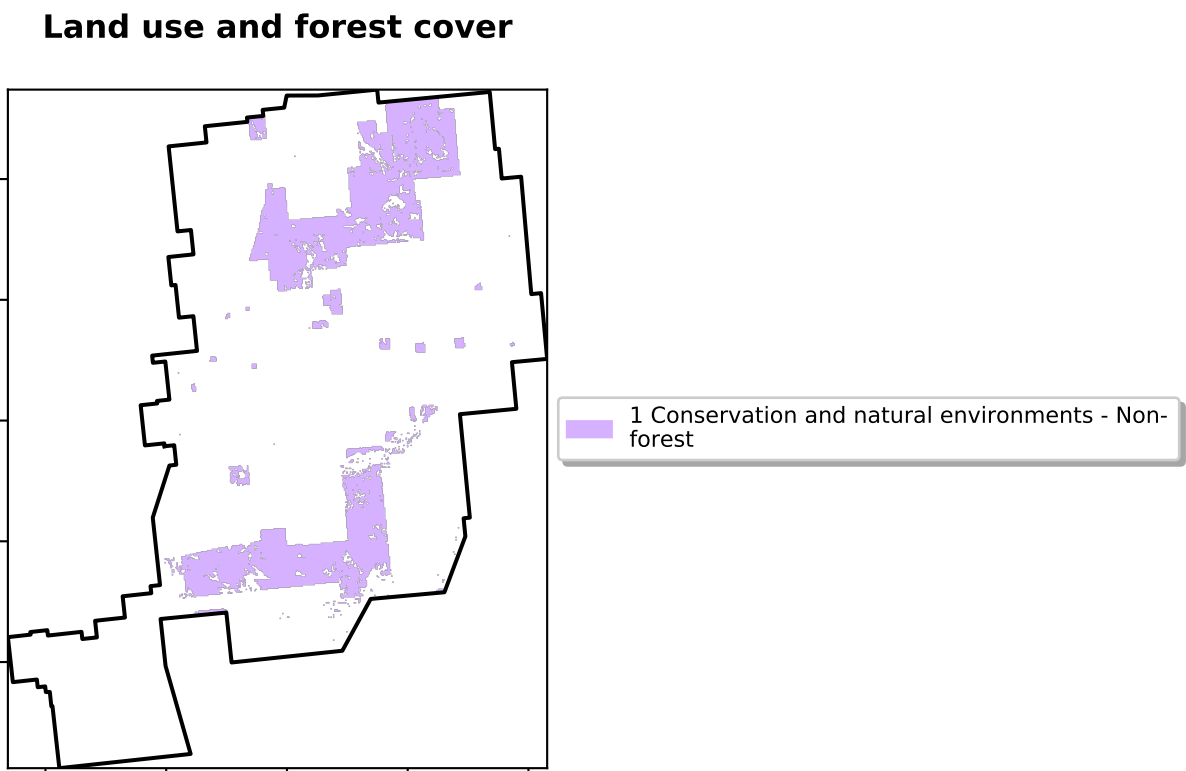 Land use and forest cover
1 Conservation and natural environments - Non-
forest